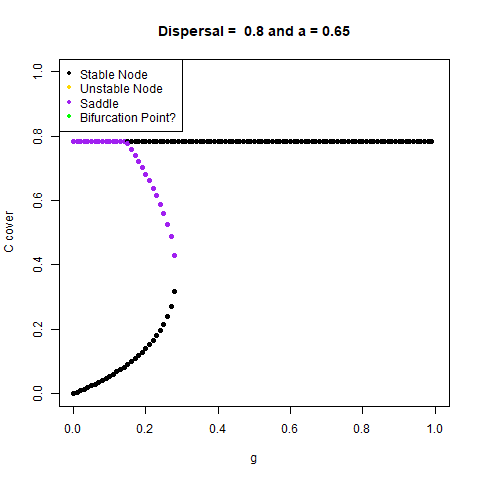 Dispersal =  0.8 and a = 0.65
Stable Node
Unstable Node
Saddle
Bifurcation Point?
C cover
1.0
0.8
0.6
0.4
0.2
0.0
0.0 0.2 0.4 0.6 0.8 1.0
g